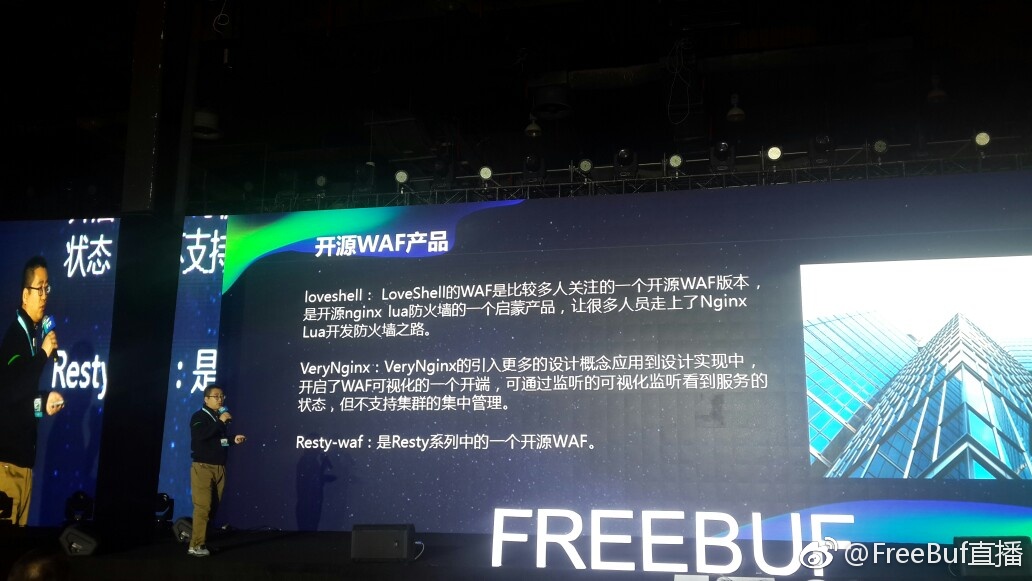 状态
不支持
Resty
：是
开源WAF产品
loveshell： LoveShell的WAF是比较多人关注的一个开源WAF版本，
是开源nginx lua防火墙的一个启蒙产品，让很多人员走上了Nginx
Lua开发防火墙之路。
VeryNginx：VeryNginx的引入更多的设计概念应用到设计实现中，
开启了WAF可视化的一个开端，可通过监听的可视化监听看到服务的
状态，但不支持集群的集中管理。
Resty-waf：是Resty系列中的一个开源WAF。
FREEBUF
@FreeBuf直播